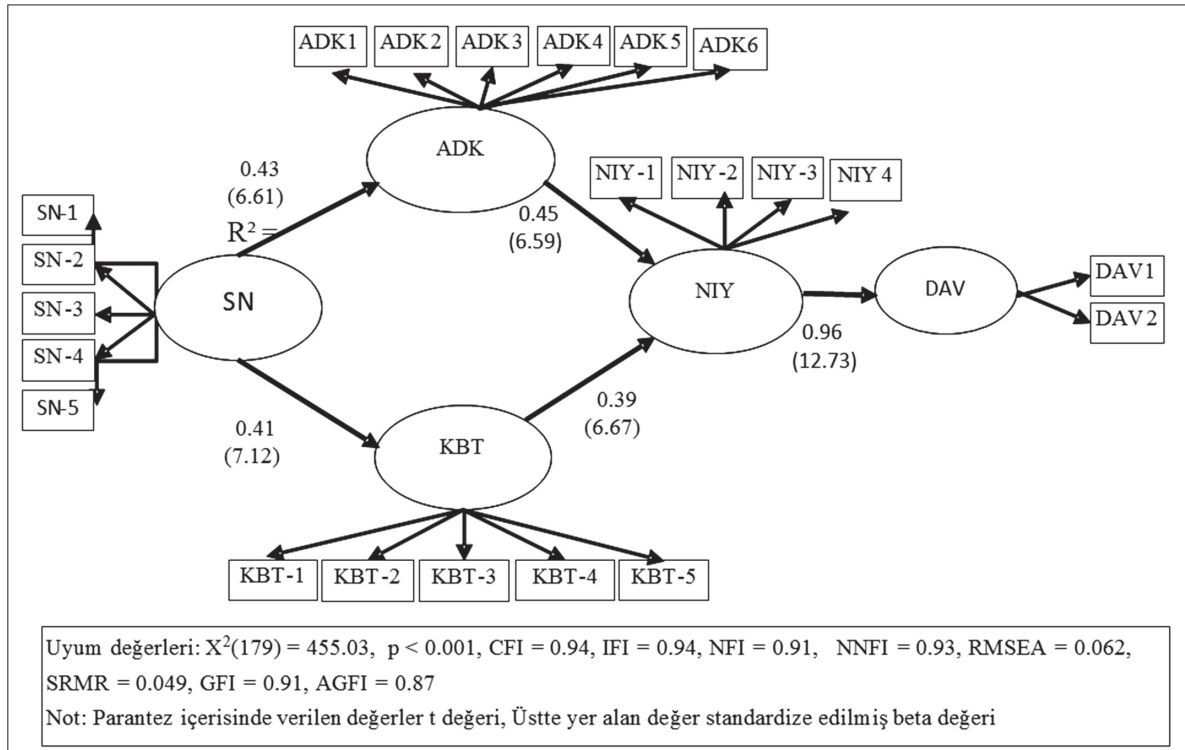 ADK1 ADK2 ADK3 ADK4 ADK5 ADK6
ADK
0.43
(6.61)
R² =
0.45
(6.59)
NIY-1 NIY-2 NIY-3 NIY 4
SN-1
SN-2
SN-3
SN-4
SN-5
SN
NIY
DAV
DAV1
DAV2
0.96
(12.73)
0.41
(7.12)
KBT
0.39
(6.67)
KBT-1 KBT-2 KBT-3 KBT-4 KBT-5
Uyum değerleri: X²(179) = 455.03, p < 0.001, CFI = 0.94, IFI = 0.94, NFI = 0.91, NNFI = 0.93, RMSEA = 0.062,
SRMR = 0.049, GFI = 0.91, AGFI = 0.87
Not: Parantez içerisinde verilen değerler t değeri, Üstte yer alan değer standardize edilmiş beta değeri